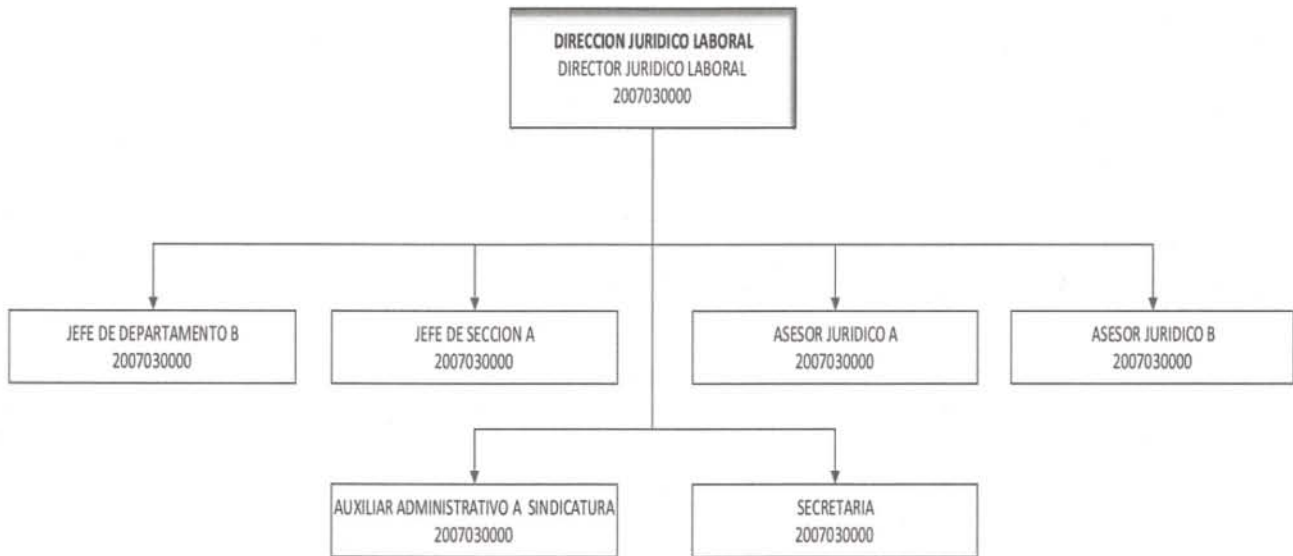 DIRECCION JURIDICO LABORAL
DIRECTOR JURIDICO LABORAL
2007030000
JEFE DE DEPARTAMENTO B
2007030000
JEFE DE SECCION A
2007030000
ASESOR JURIDICO A
2007030000
ASESOR JURIDICO B
2007030000
AUXILIAR ADMINISTRATIVO A SINDICATURA
2007030000
SECRETARIA
2007030000